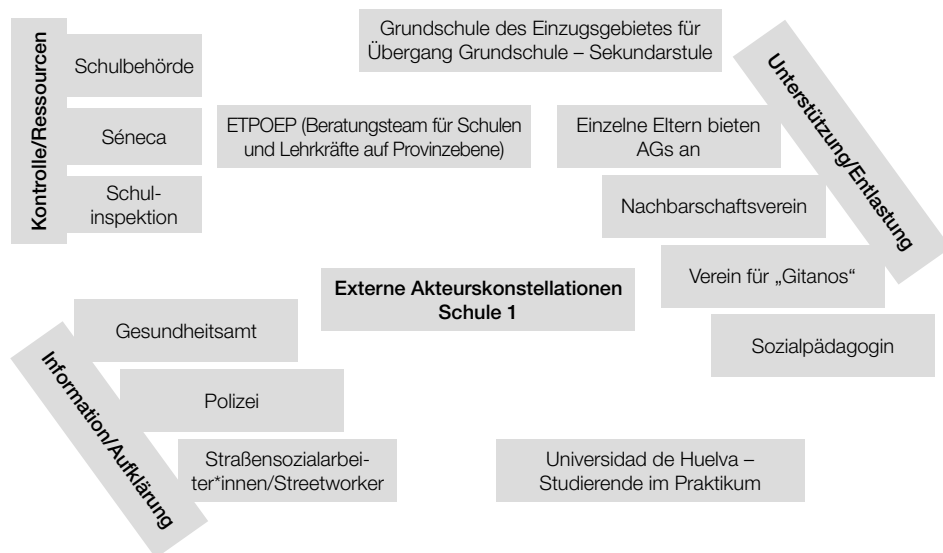 Grundschule des Einzugsgebietes für
Übergang Grundschule – Sekundarstule
Kontrolle/Ressourcen
Schulbehörde
Séneca
Schul-
inspektion
ETPOEP (Beratungsteam für Schulen
und Lehrkräfte auf Provinzebene)
Einzelne Eltern bieten
AGs an
Unterstützung/Entlastung
Nachbarschaftsverein
Verein für „Gitanos“
Sozialpädagogin
Externe Akteurskonstellationen
Schule 1
Information/Aufklärung
Gesundheitsamt
Polizei
Straßensozialarbei-
ter*innen/Streetworker
Universidad de Huelva –
Studierende im Praktikum